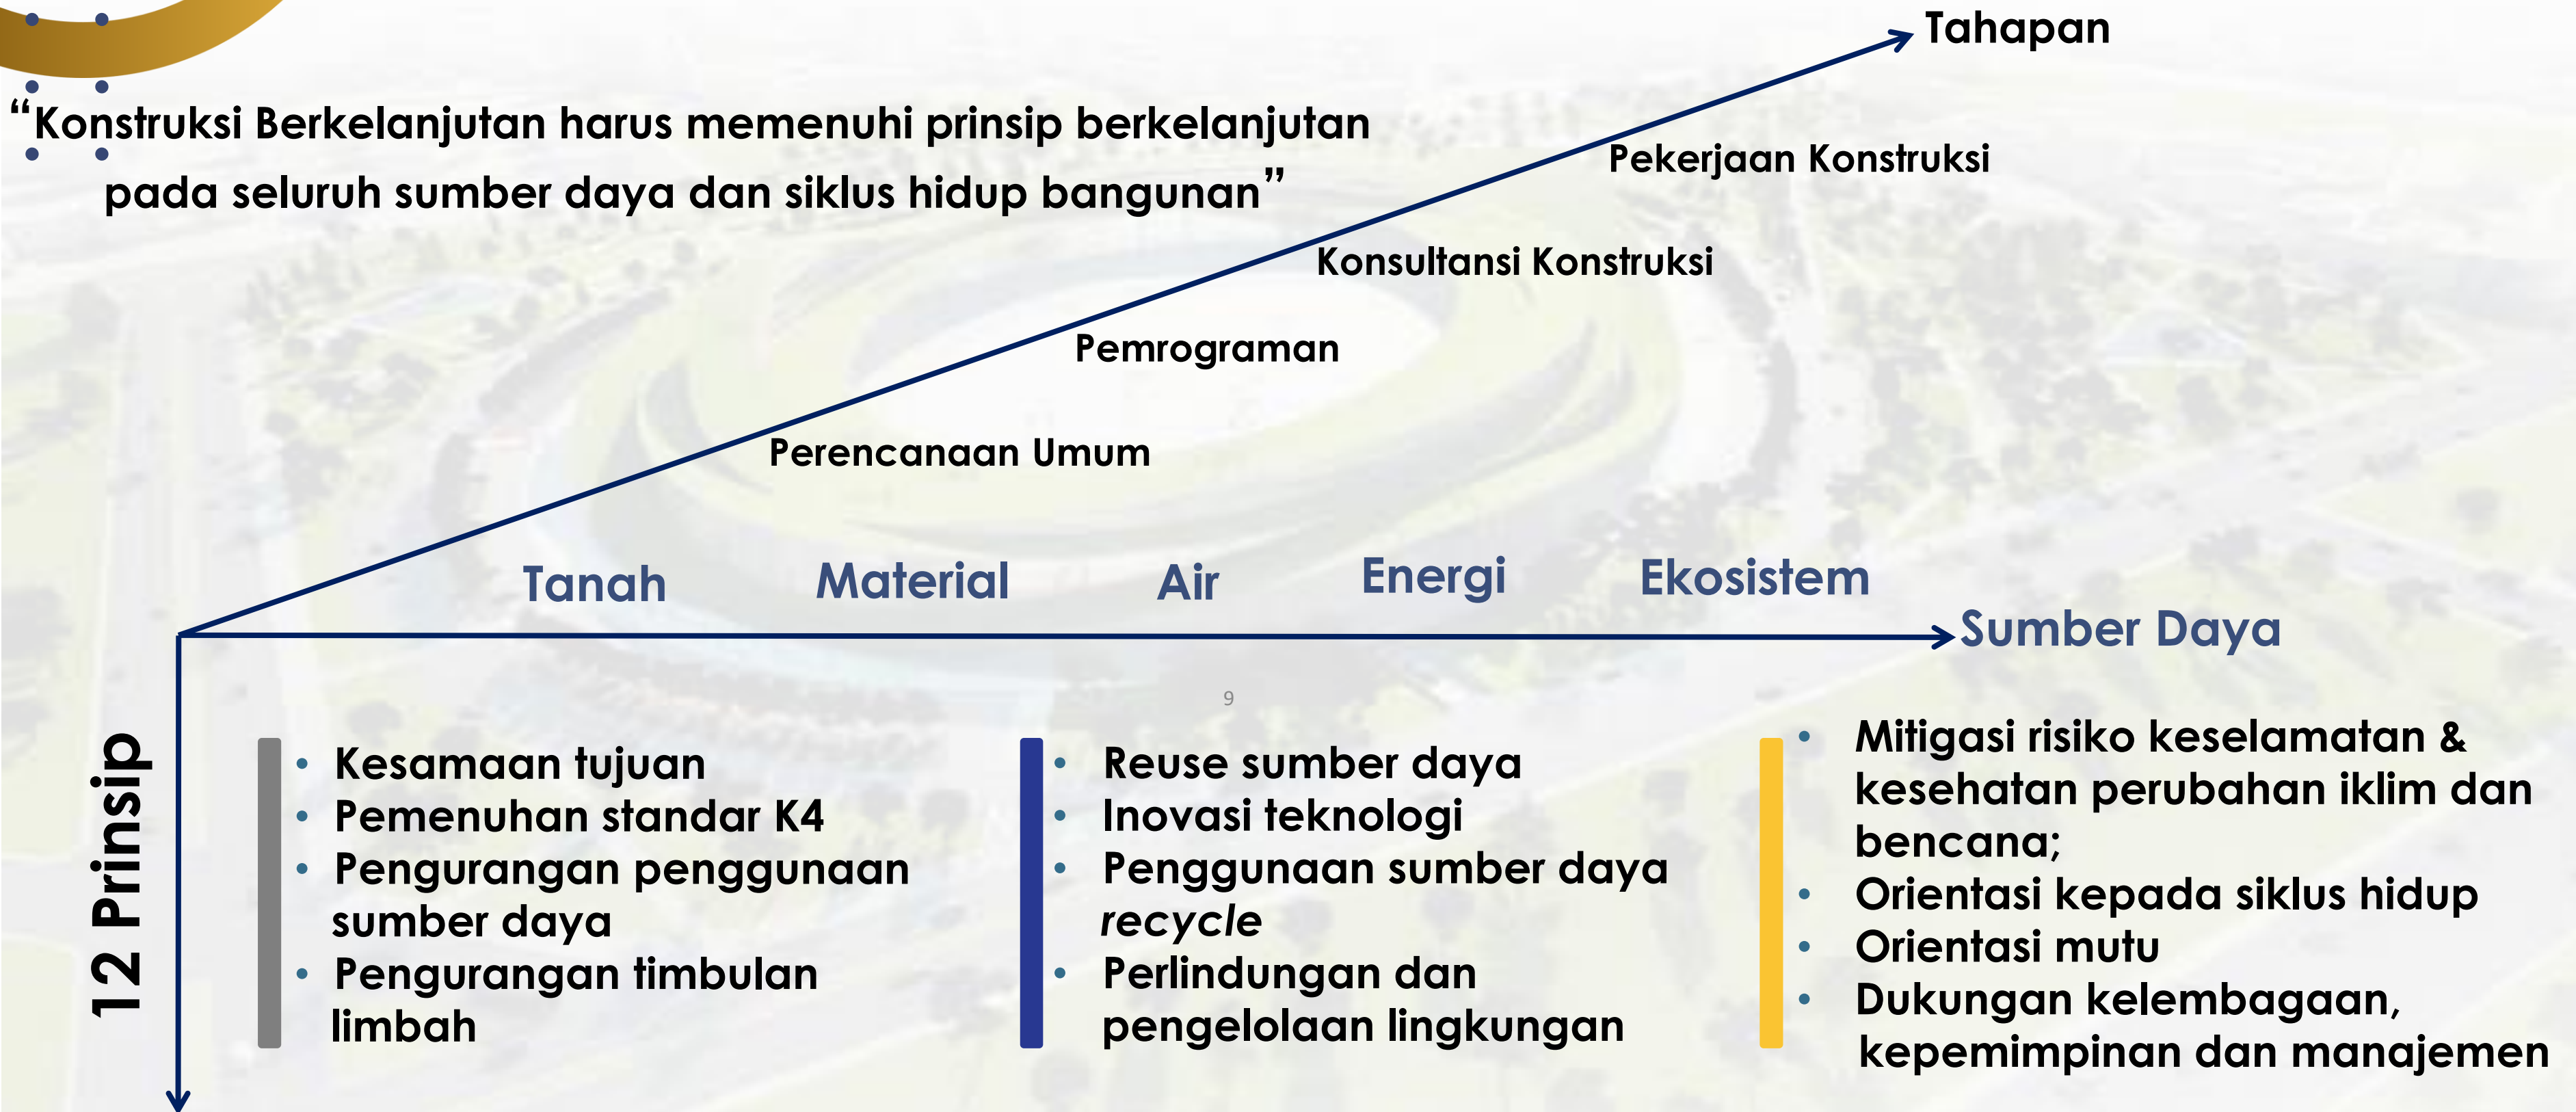 Tahapan
“Konstruksi Berkelanjutan harus memenuhi prinsip berkelanjutan
pada seluruh sumber daya dan siklus hidup bangunan”
Pekerjaan Konstruksi
Konsultansi Konstruksi
Pemrograman
Perencanaan Umum
Tanah
Material
Air
Energi
Ekosistem
Sumber Daya
9
12 Prinsip
• Kesamaan tujuan
• Pemenuhan standar K4
• Pengurangan penggunaan
sumber daya
• Pengurangan timbulan
limbah
• Reuse sumber daya
• Inovasi teknologi
• Penggunaan sumber daya
recycle
• Perlindungan dan
pengelolaan lingkungan
• Mitigasi risiko keselamatan &
kesehatan perubahan iklim dan
bencana;
• Orientasi kepada siklus hidup
• Orientasi mutu
• Dukungan kelembagaan,
kepemimpinan dan manajemen